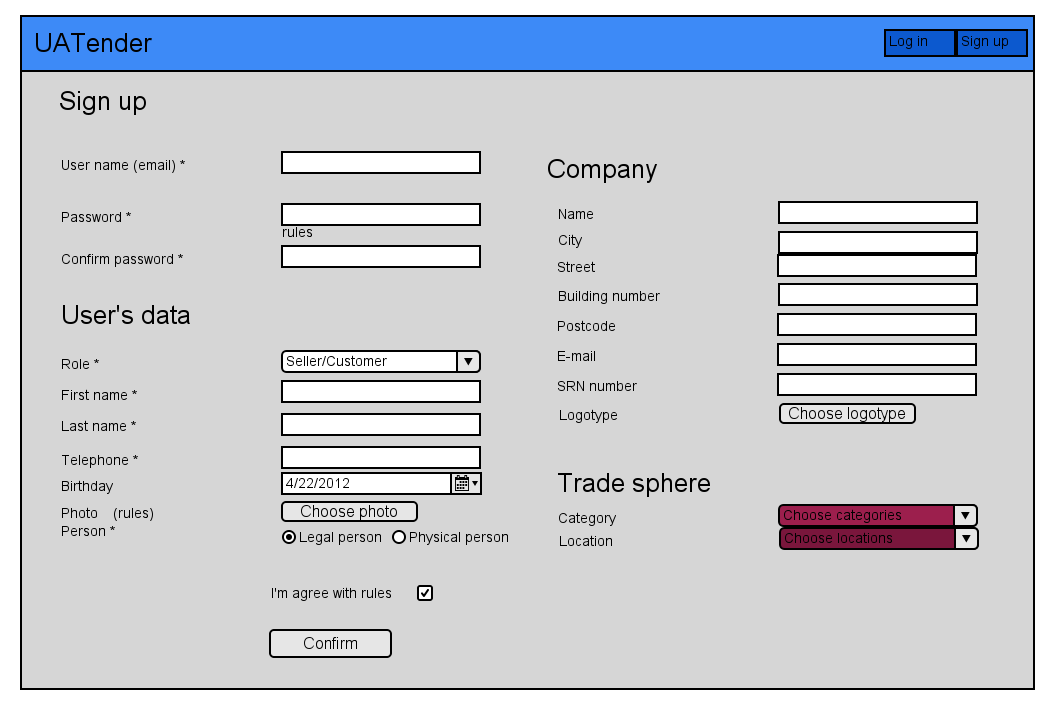 UATender
Log in
Sign up
Sign up
User name (email) *
Password *
rules
Confirm password *
User's data
Role *
Seller/Customer
First name *
Last name *
Telephone *
Birthday
4/22/2012
Photo (rules)
Choose photo
Person *
Legal person
Physical person
I'm agree with rules
Confirm
Company
Name
City
Street
Building number
Postcode
E-mail
SRN number
Logotype
Choose logotype
Trade sphere
Category
Choose categories
Location
Choose locations